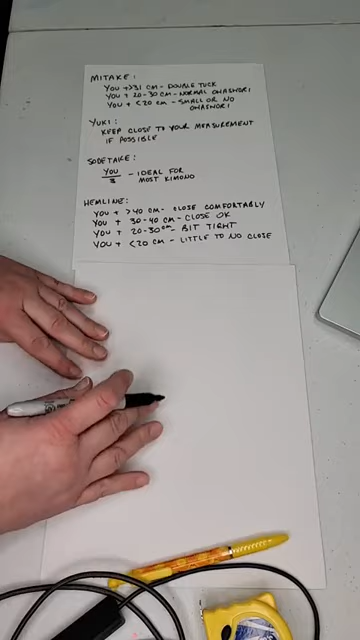 MITAKE:
YOU +>31 CM - DOUBLE TUCK
YOU + 20-30 CM - NORMAL OHASHORI
YOU + <20 CM - SMALL OR NO
OHASHORI
YUKI:
KEEP CLOSE TO YOUR MEASUREMENT
IF POSSIBLE
SODETAKE:
YOU
3
- IDEAL FOR
MOST KIMONO
HEMLINE:
YOU + >40 CM - CLOSE COMFORTABLY
YOU + 30-40 CM - CLOSE OK
YOU + 20-30 CM - BIT TIGHT
YOU + <20 CM - LITTLE TO NO CLOSE